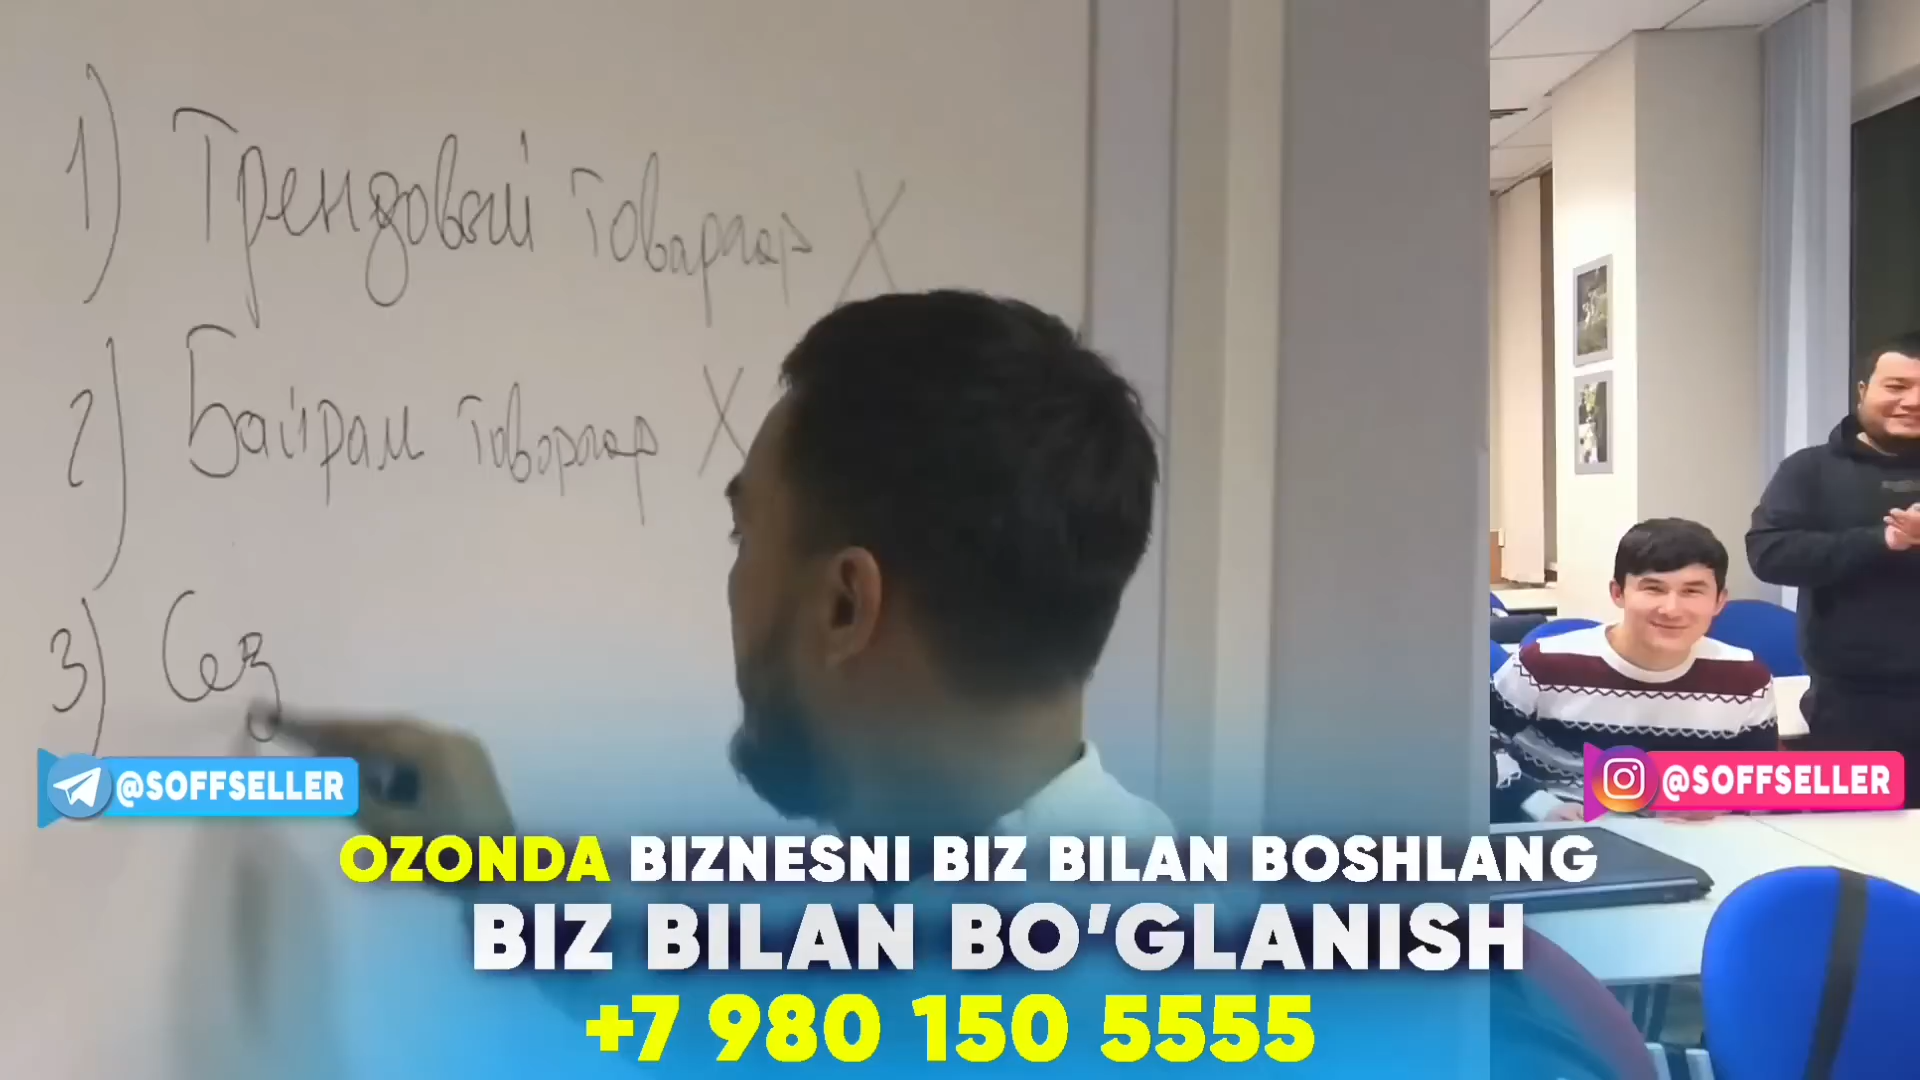 1) Трендовый товарлар X
2) Байрам товарлар X
3) Сез
@SOFFSELLER
@SOFFSELLER
OZONDA BIZNESNI BIZ BILAN BOSHLANG
BIZ BILAN BO'GLANISH
+7 980 150 5555